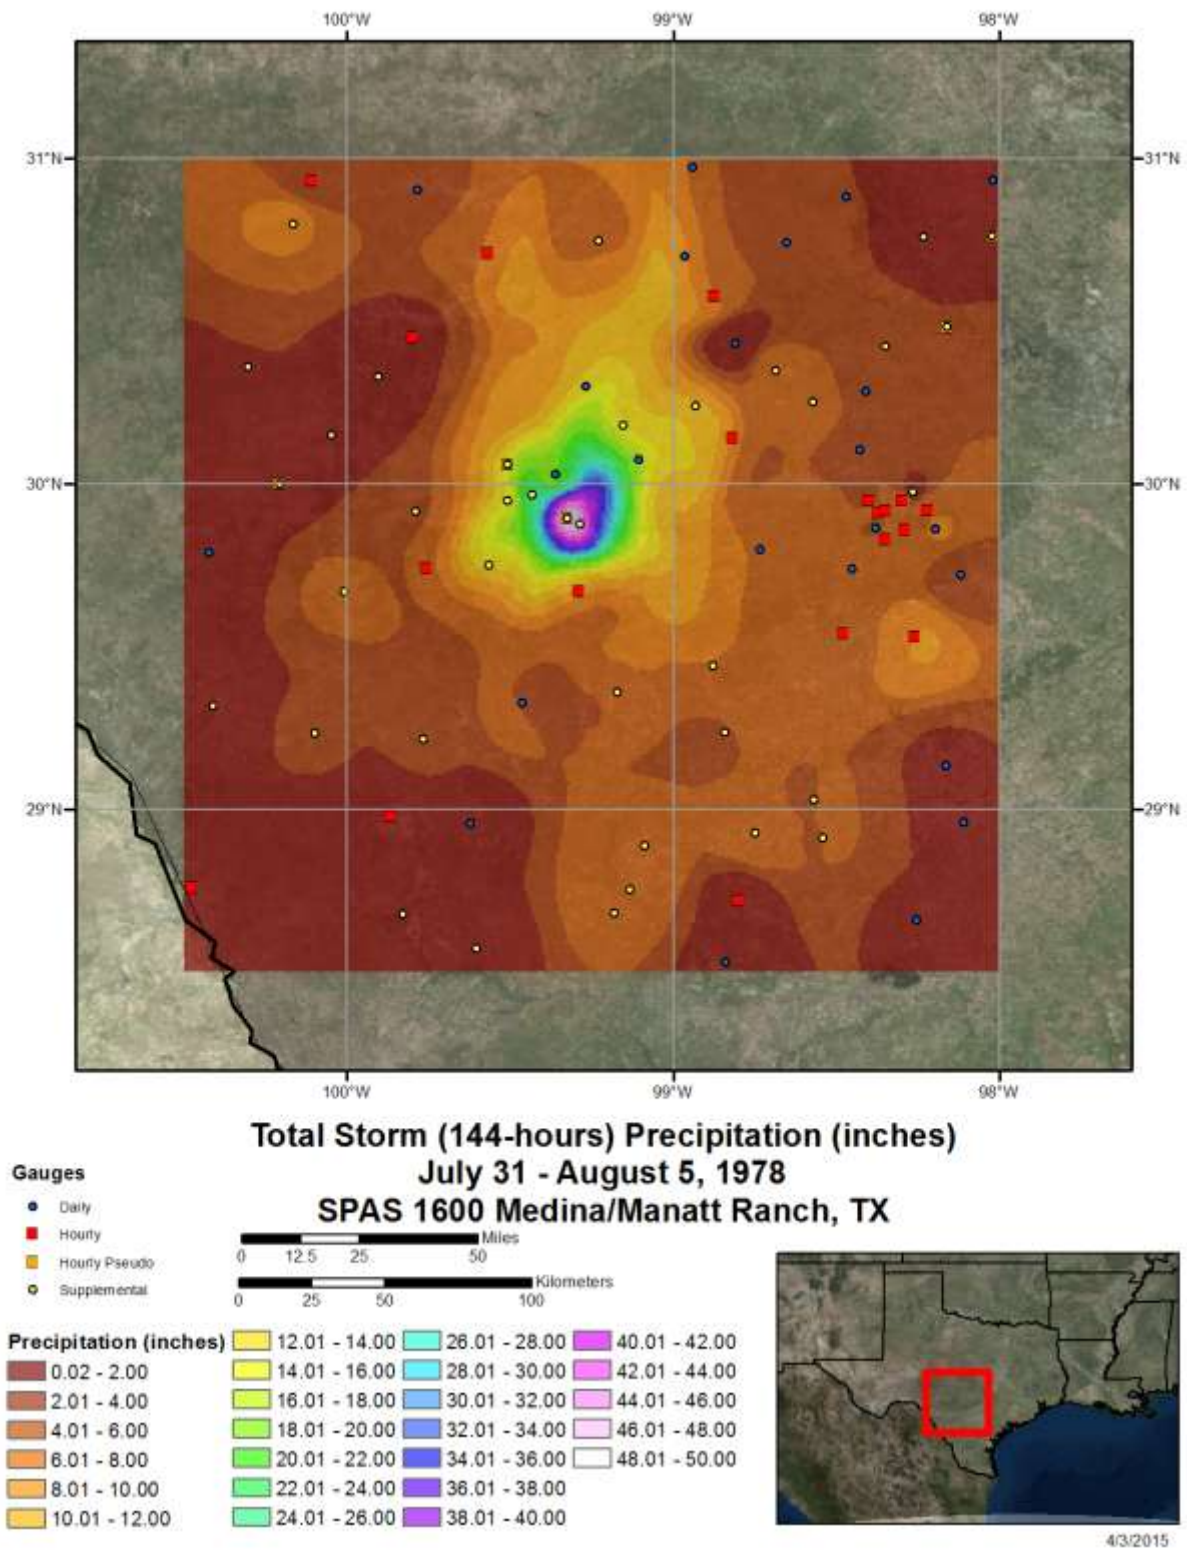 100°W 99°W 98°W
31°N 31°N
30°N 30°N
29°N 29°N
100°W 99°W 98°W
Total Storm (144-hours) Precipitation (inches)
July 31 - August 5, 1978
SPAS 1600 Medina/Manatt Ranch, TX
Gauges
Daily
Hourly
Hourly Pseudo
Supplemental
Miles
0 12.5 25 50
Kilometers
0 25 50 100
Precipitation (inches)
0.02 - 2.00
2.01 - 4.00
4.01 - 6.00
6.01 - 8.00
8.01 - 10.00
10.01 - 12.00
12.01 - 14.00
14.01 - 16.00
16.01 - 18.00
18.01 - 20.00
20.01 - 22.00
22.01 - 24.00
24.01 - 26.00
26.01 - 28.00
28.01 - 30.00
30.01 - 32.00
32.01 - 34.00
34.01 - 36.00
36.01 - 38.00
38.01 - 40.00
40.01 - 42.00
42.01 - 44.00
44.01 - 46.00
46.01 - 48.00
48.01 - 50.00
4/3/2015